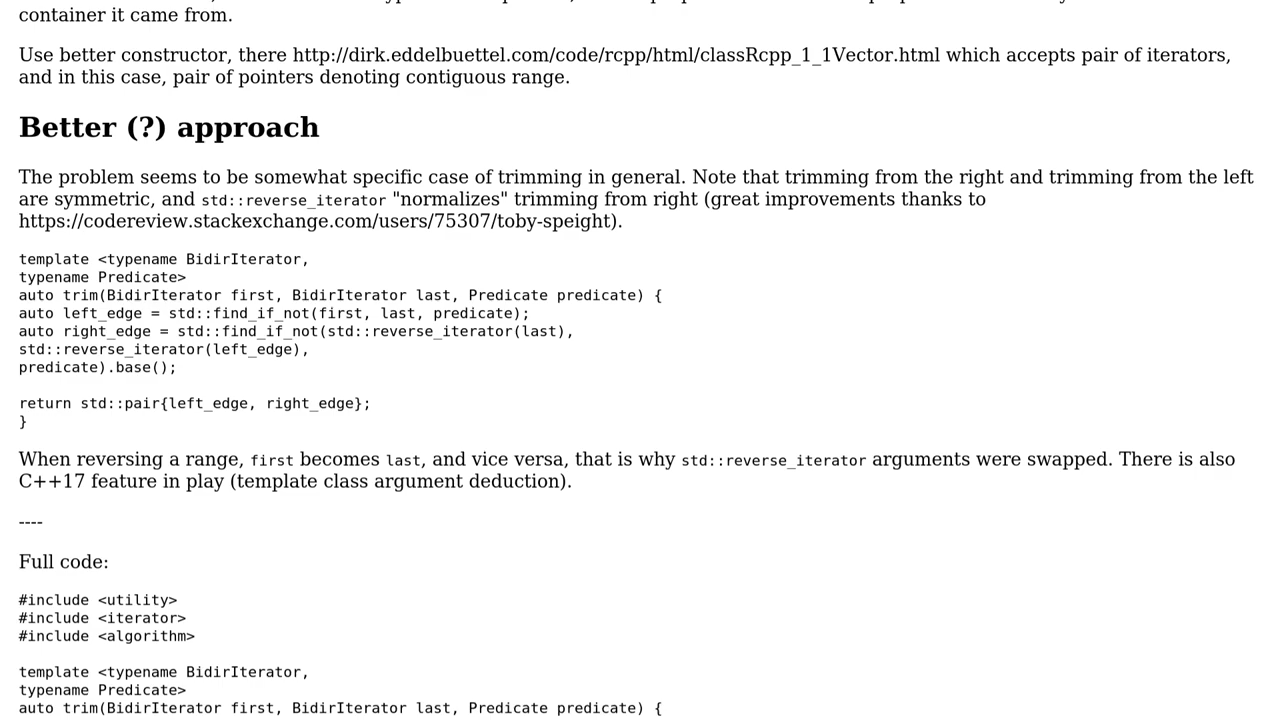 container it came from.
Use better constructor, there http://dirk.eddelbuettel.com/code/rcpp/html/classRcpp_1_1Vector.html which accepts pair of iterators,
and in this case, pair of pointers denoting contiguous range.
Better (?) approach
The problem seems to be somewhat specific case of trimming in general. Note that trimming from the right and trimming from the left
are symmetric, and std::reverse_iterator "normalizes" trimming from right (great improvements thanks to
https://codereview.stackexchange.com/users/75307/toby-speight).
template <typename BidirIterator,
typename Predicate>
auto trim(BidirIterator first, BidirIterator last, Predicate predicate) {
auto left_edge = std::find_if_not(first, last, predicate);
auto right_edge = std::find_if_not(std::reverse_iterator(last),
std::reverse_iterator(left_edge),
predicate).base();
return std::pair{left_edge, right_edge};
}
When reversing a range, first becomes last, and vice versa, that is why std::reverse_iterator arguments were swapped. There is also
C++17 feature in play (template class argument deduction).
----
Full code:
#include <utility>
#include <iterator>
#include <algorithm>
template <typename BidirIterator,
typename Predicate>
auto trim(BidirIterator first, BidirIterator last, Predicate predicate) {